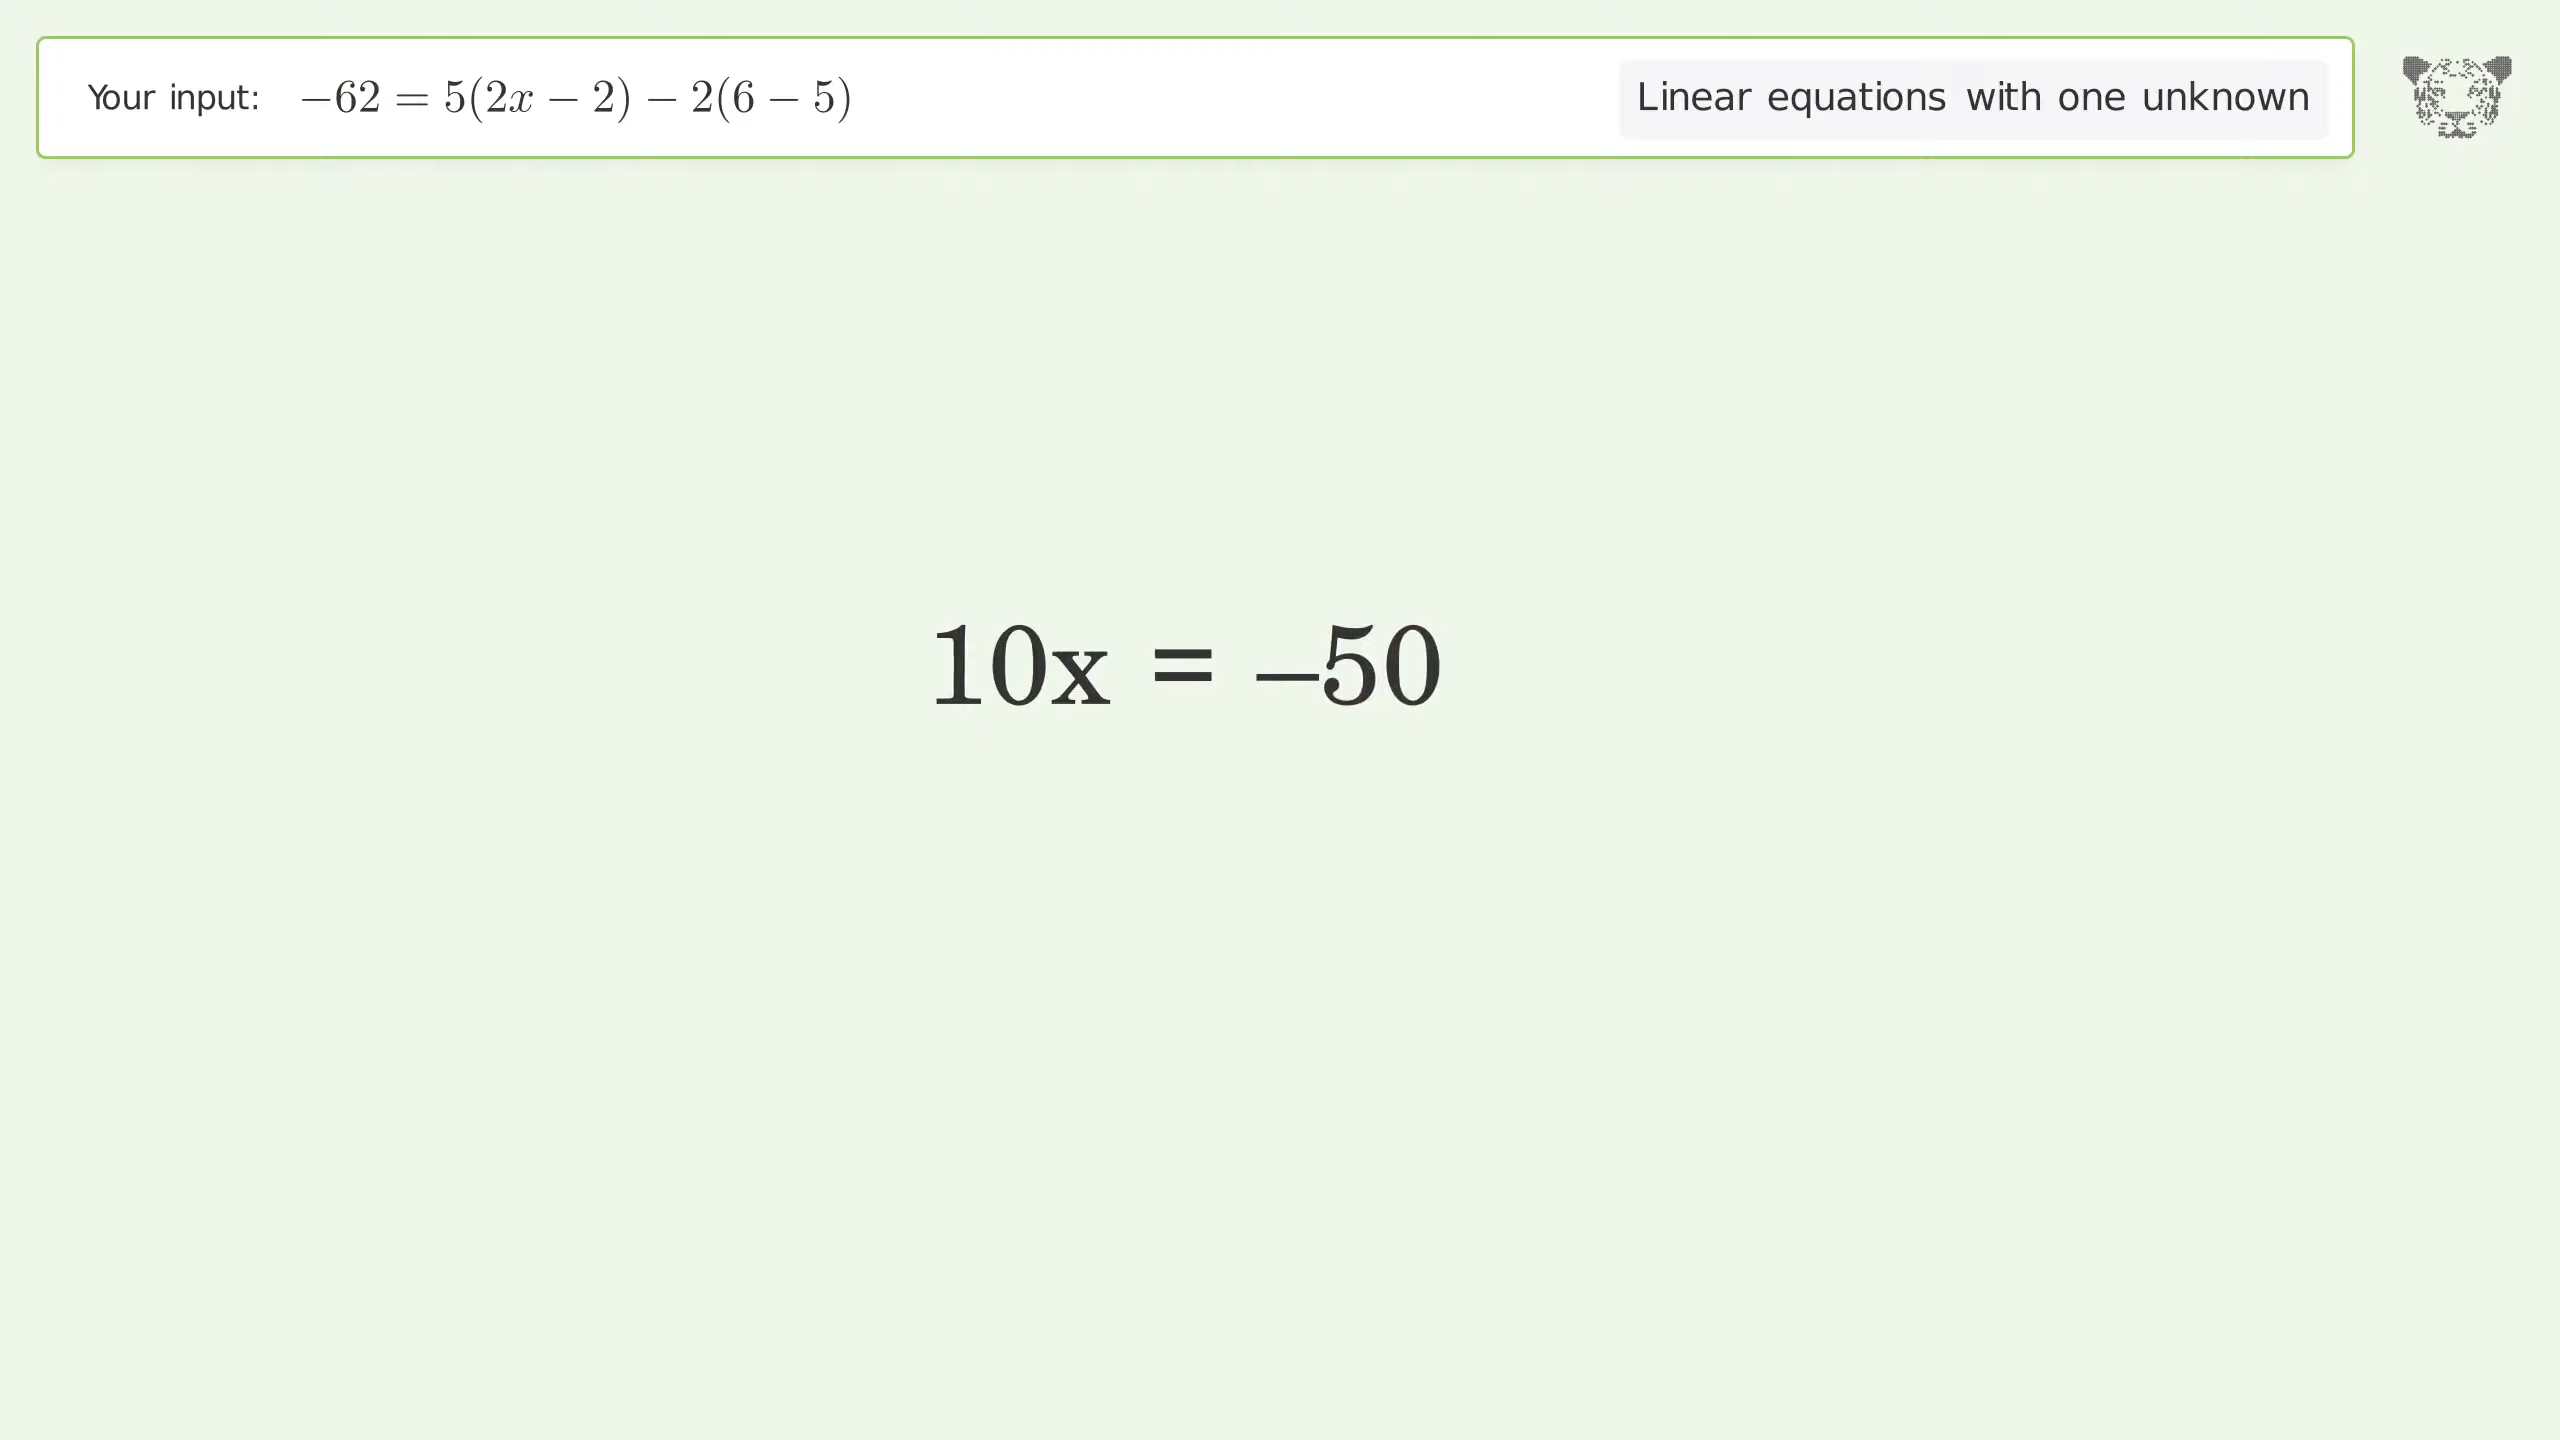 Your input: −62 = 5(2x − 2) − 2(6 − 5) Linear equations with one unknown
10x = –50